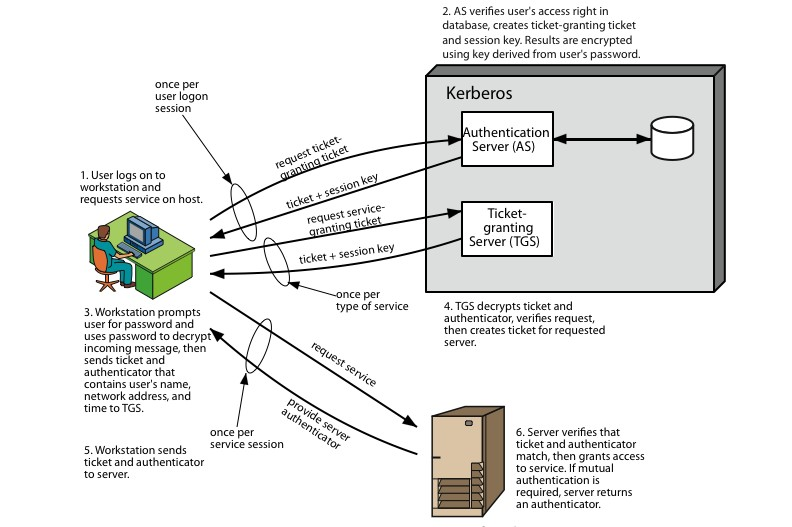 2. AS verifies user's access right in
database, creates ticket-granting ticket
and session key. Results are encrypted
using key derived from user's password.
once per
user logon
session
Kerberos
Authentication
Server (AS)
request ticket-
granting ticket
1. User logs on to
workstation and
requests service on host.
ticket + session key
request service-
granting ticket
Ticket-
granting
Server (TGS)
ticket + session key
once per
type of service
3. Workstation prompts
user for password and
uses password to decrypt
incoming message, then
sends ticket and
authenticator that
contains user's name,
network address, and
time to TGS.
4. TGS decrypts ticket and
authenticator, verifies request,
then creates ticket for requested
server.
request service
provide server
authenticator
once per
service session
5. Workstation sends
ticket and authenticator
to server.
6. Server verifies that
ticket and authenticator
match, then grants access
to service. If mutual
authentication is
required, server returns
an authenticator.